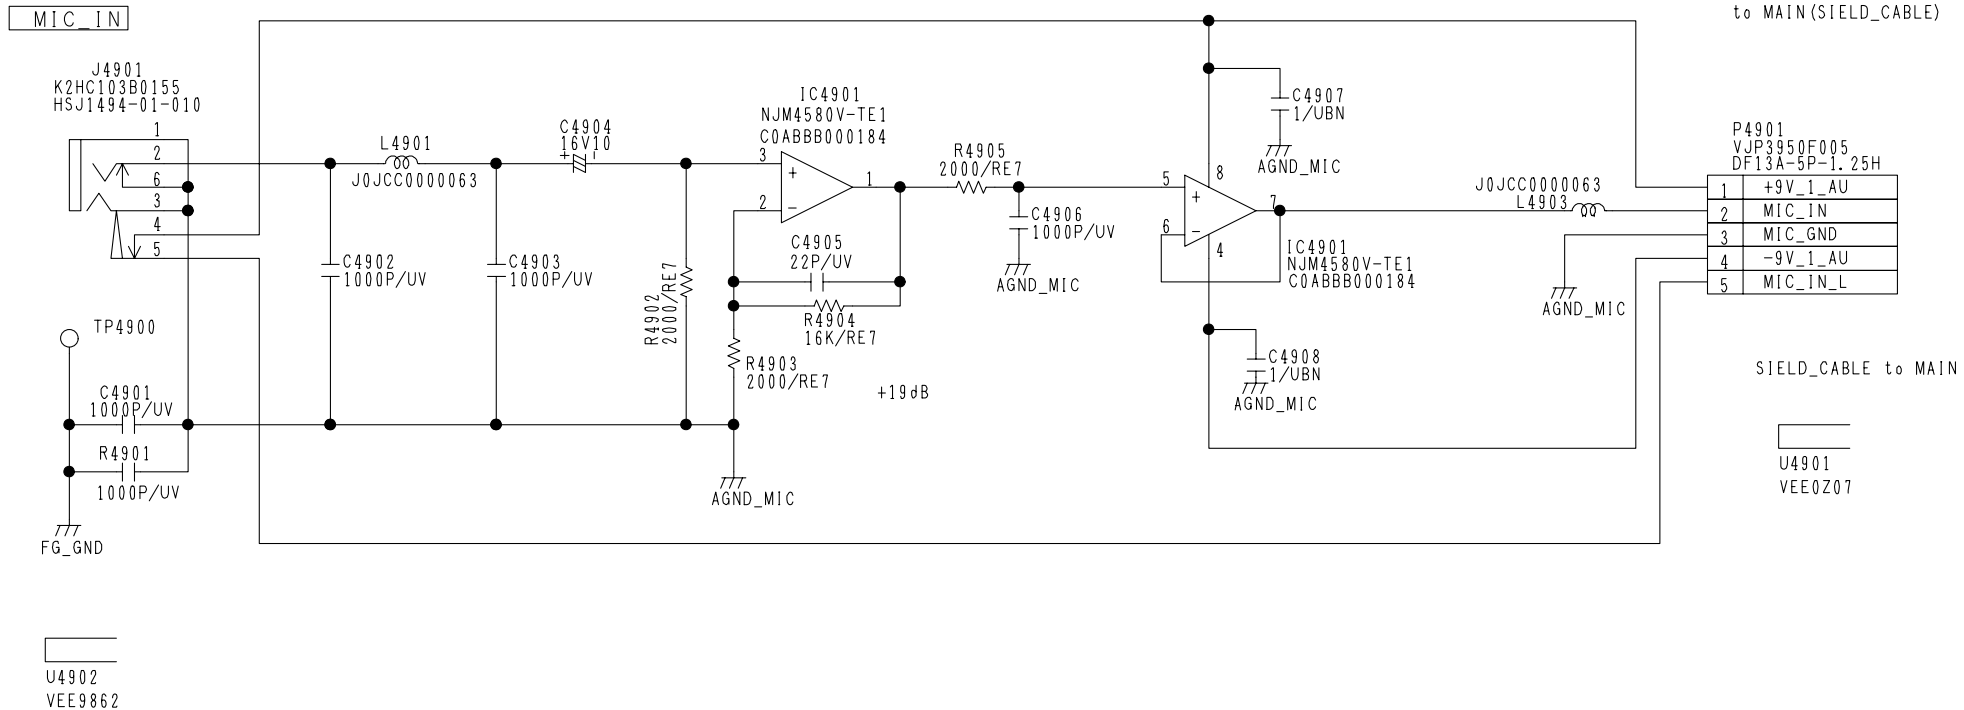 MIC_IN
to MAIN(SIELD_CABLE)
J4901
K2HC103B0155
HSJ1494-01-010
1
2
6
3
4
5
L4901
J0JCC0000063
C4904
16V10
+ -
IC4901
NJM4580V-TE1
C0ABBB000184
3
+
2
-
1
R4905
2000/RE7
C4907
1/UBN
AGND_MIC
8
5
+
6
-
7
4
IC4901
NJM4580V-TE1
C0ABBB000184
J0JCC0000063
L4903
P4901
VJP3950F005
DF13A-5P-1.25H
1 +9V_1_AU
2 MIC_IN
3 MIC_GND
4 -9V_1_AU
5 MIC_IN_L
C4902
1000P/UV
C4903
1000P/UV
R4902
2000/RE7
C4905
22P/UV
R4904
16K/RE7
R4903
2000/RE7
+19dB
C4906
1000P/UV
AGND_MIC
AGND_MIC
C4908
1/UBN
AGND_MIC
SIELD_CABLE to MAIN
TP4900
C4901
1000P/UV
R4901
1000P/UV
FG_GND
AGND_MIC
U4901
VEE0Z07
U4902
VEE9862